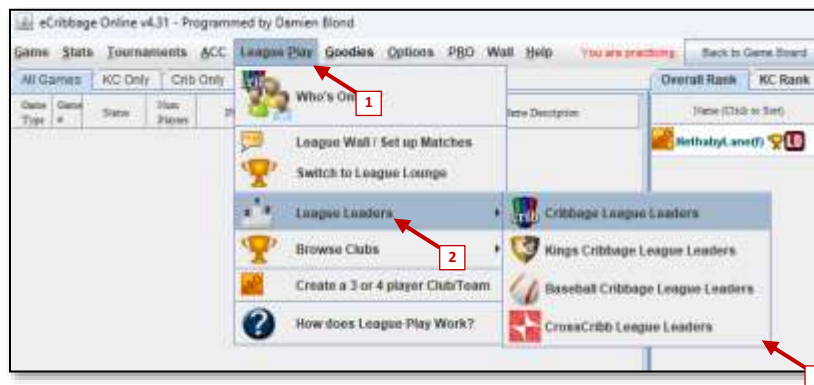 eCribbage Online v4.31 - Programmed by Damien Blond
Game Stats Tournaments ACC League Play Goodies Options PBO Wall Help You are practicing Back to Game Board
All Games KC Only Crib Only Overall Rank KC Rank
Game Type Game # Status Num Players Game Description Name (Click to Sort)
Who's On
1
NethabyLane(f) LD
League Wall / Set up Matches
Switch to League Lounge
League Leaders
Cribbage League Leaders
2
Browse Clubs
Kings Cribbage League Leaders
Create a 3 or 4 player Club/Team
Baseball Cribbage League Leaders
How does League Play Work?
CrossCribb League Leaders